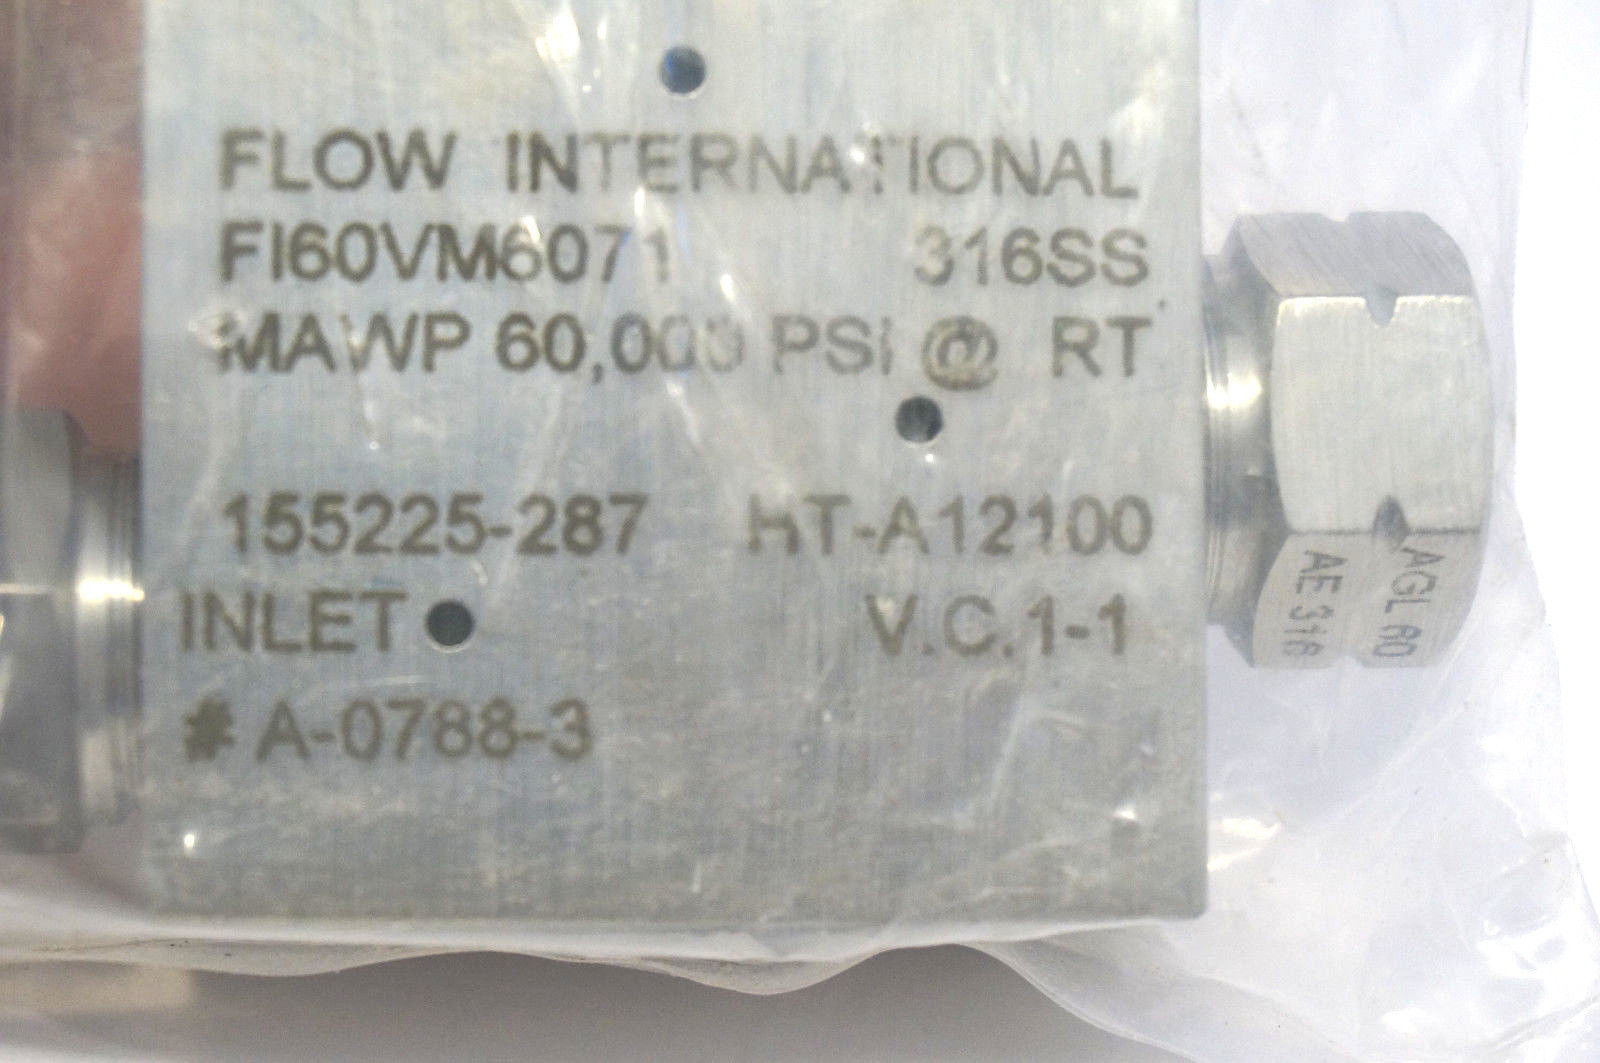 FLOW INTERNATIONAL
FI60VM6071 316SS
MAWP 60,000 PSI @ RT
155225-287 HT-A12100
INLET V.C.1-1
# A-0788-3
AGL 60
AE 316